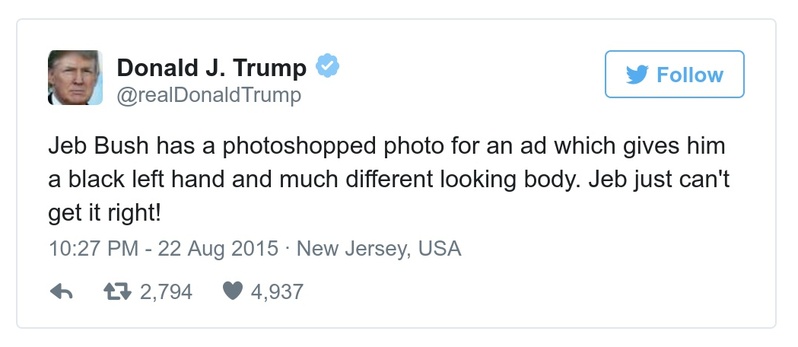 Donald J. Trump
@realDonaldTrump
Follow
Jeb Bush has a photoshopped photo for an ad which gives him
a black left hand and much different looking body. Jeb just can't
get it right!
10:27 PM - 22 Aug 2015 · New Jersey, USA
2,794 4,937